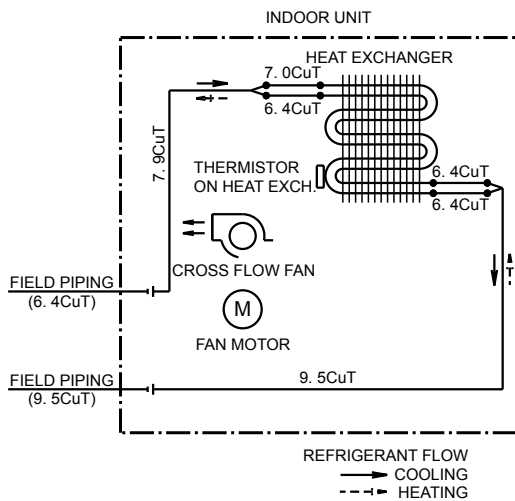 INDOOR UNIT
HEAT EXCHANGER
7. 0CuT
6. 4CuT
7. 9CuT
THERMISTOR
ON HEAT EXCH.
6. 4CuT
6. 4CuT
CROSS FLOW FAN
FIELD PIPING
(6. 4CuT)
M
FAN MOTOR
FIELD PIPING
(9. 5CuT)
9. 5CuT
REFRIGERANT FLOW
COOLING
HEATING